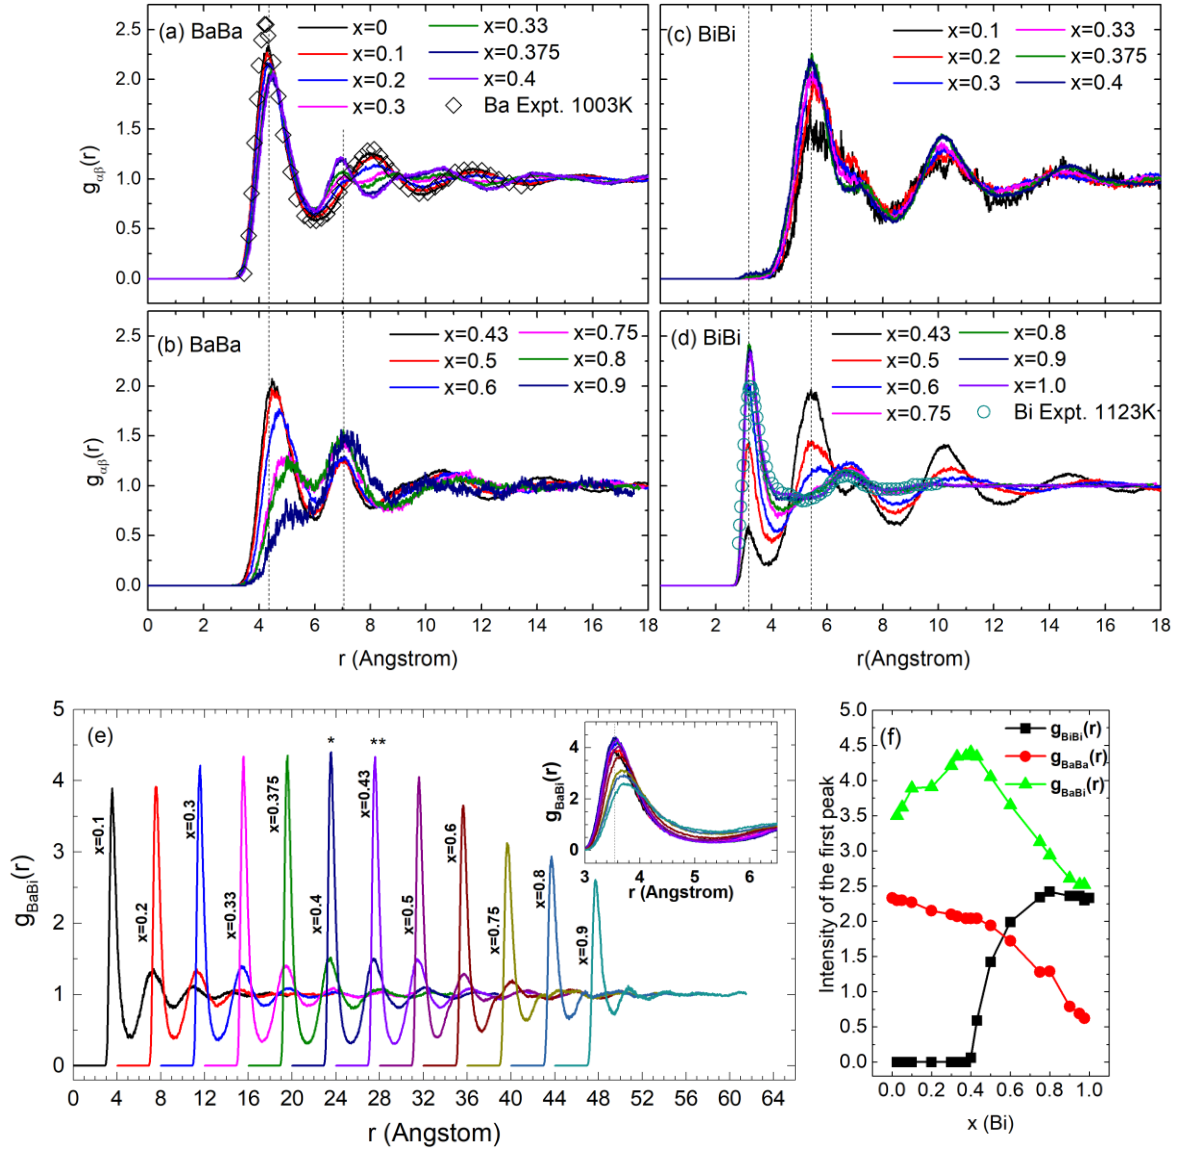 (a) BaBa
x=0
x=0.1
x=0.2
x=0.3
x=0.33
x=0.375
x=0.4
Ba Expt. 1003K
gαβ(r)
2.5
2.0
1.5
1.0
0.5
0.0
(c) BiBi
x=0.1
x=0.2
x=0.3
x=0.33
x=0.375
x=0.4
(b) BaBa
x=0.43
x=0.5
x=0.6
x=0.75
x=0.8
x=0.9
gαβ(r)
2.5
2.0
1.5
1.0
0.5
0.0
0 2 4 6 8 10 12 14 16 18
r (Angstrom)
(d) BiBi
x=0.43
x=0.5
x=0.6
x=0.75
x=0.8
x=0.9
x=1.0
Bi Expt. 1123K
2 4 6 8 10 12 14 16 18
r(Angstrom)
(e)
gBaBi(r)
5
4
3
2
1
0
x=0.1
x=0.2
x=0.3
x=0.33
x=0.375
x=0.4
*
x=0.43
**
x=0.5
x=0.6
x=0.75
x=0.8
x=0.9
0 4 8 12 16 20 24 28 32 36 40 44 48 52 56 60 64
r (Angstom)
gBaBi(r)
4
2
0
3 4 5 6
r (Angstrom)
(f)
gBiBi(r)
gBaBa(r)
gBaBi(r)
Intensity of the first peak
5.0
4.5
4.0
3.5
3.0
2.5
2.0
1.5
1.0
0.5
0.0
0.0 0.2 0.4 0.6 0.8 1.0
x (Bi)